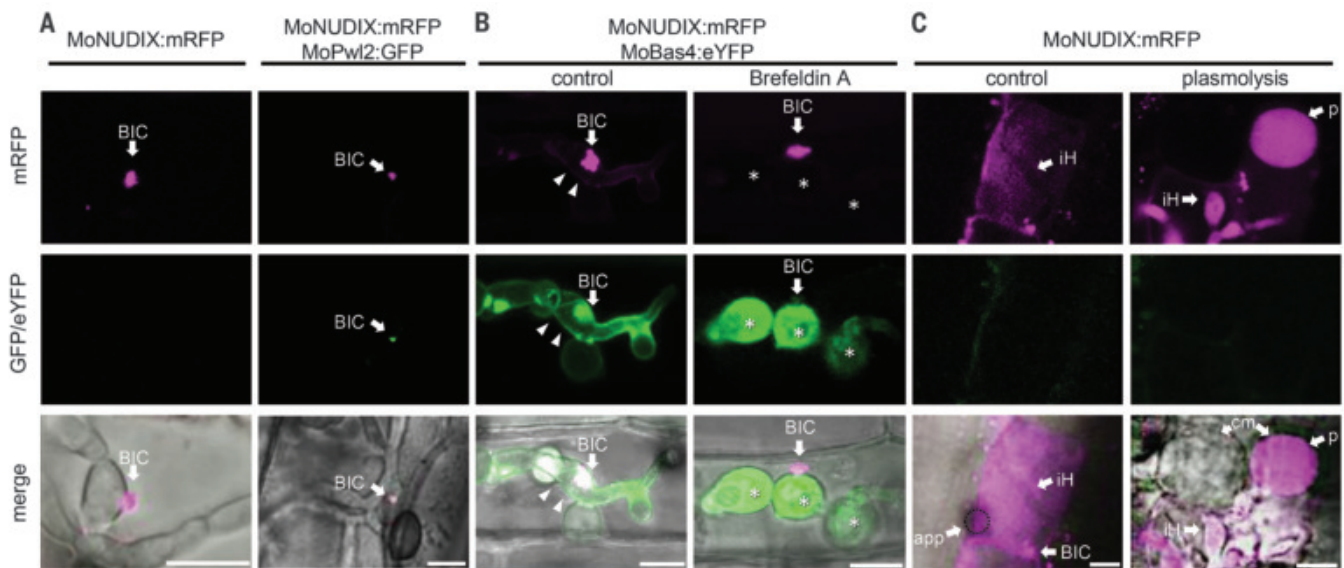 A
MoNUDIX:mRFP
MoNUDIX:mRFP
MoPwl2:GFP
B
MoNUDIX:mRFP
MoBas4:eYFP
control
Brefeldin A
C
MoNUDIX:mRFP
control
plasmolysis
mRFP
BIC
BIC
BIC
BIC
*
*
*
iH
p
iH
GFP/eYFP
BIC
BIC
BIC
*
*
*
merge
BIC
BIC
BIC
BIC
*
*
*
iH
app
BIC
cm
p
iH